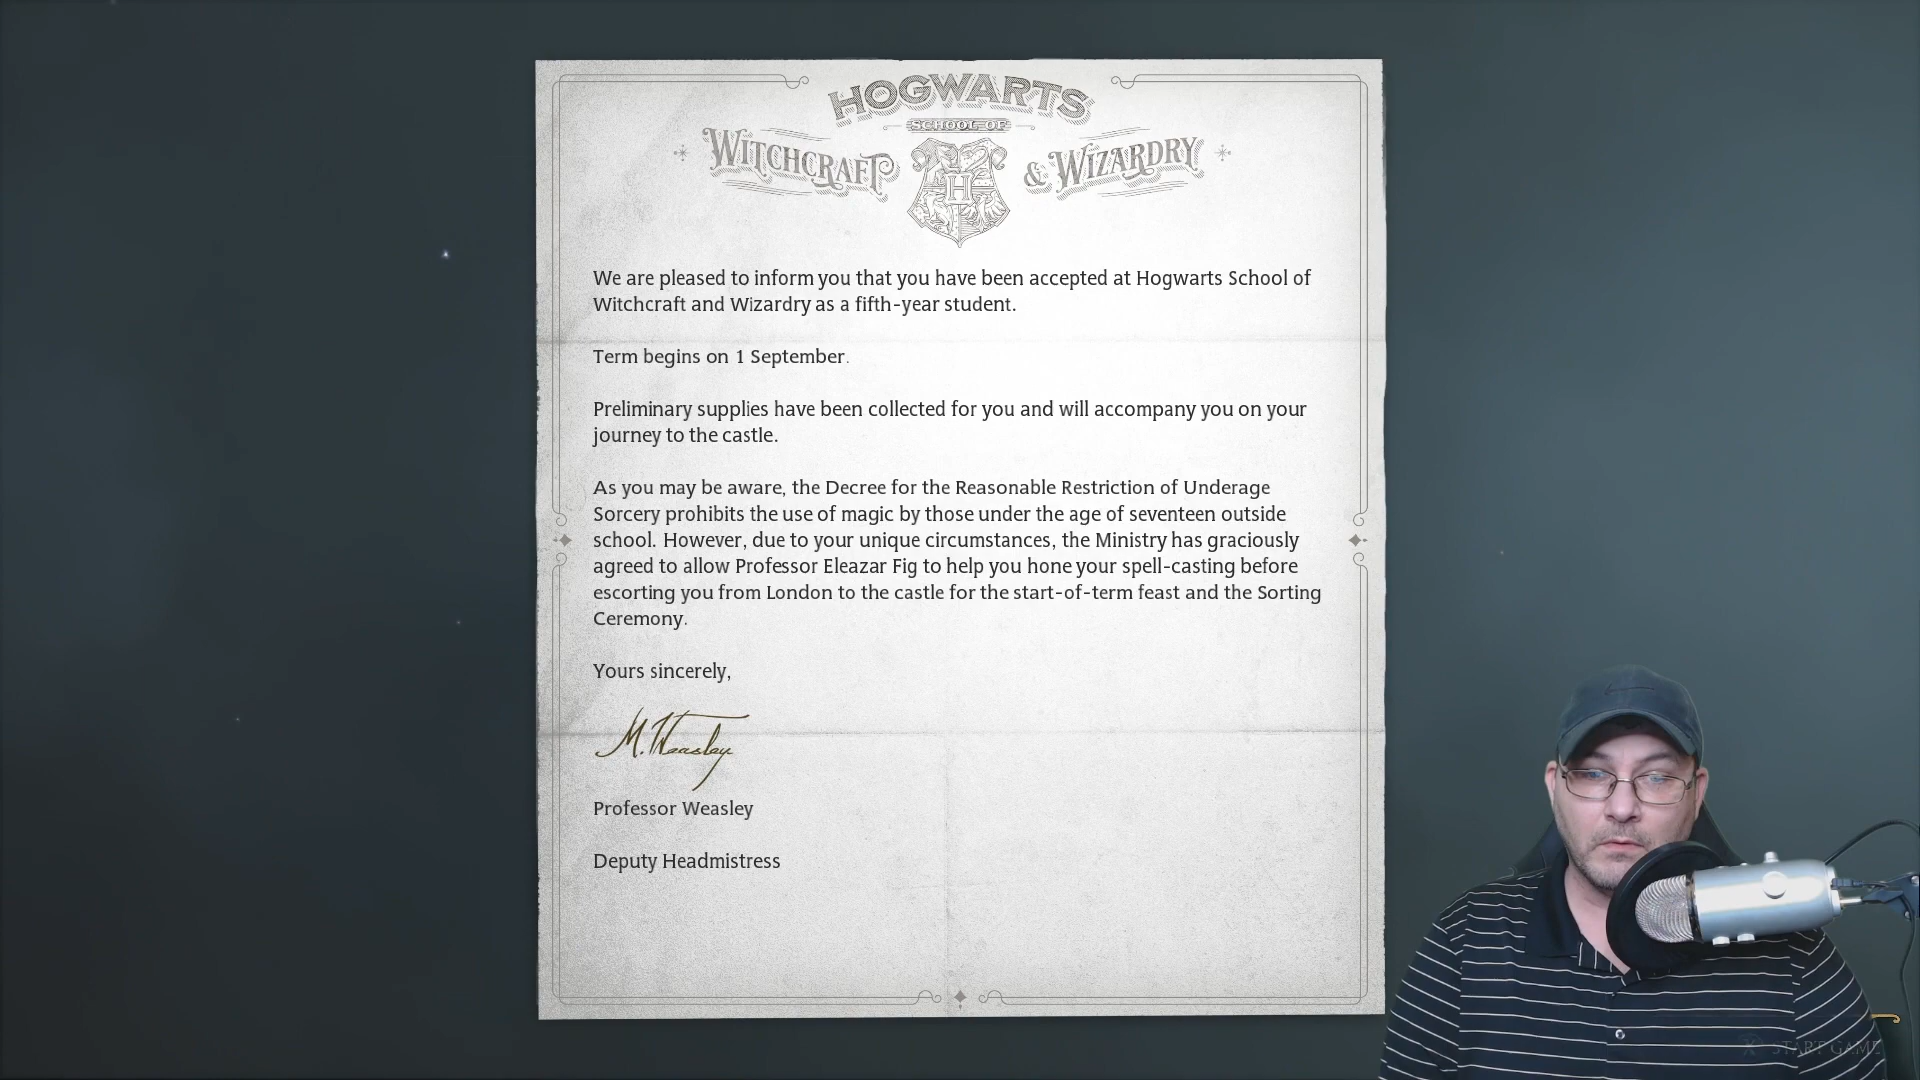 HOGWARTS
SCHOOL OF
WITCHCRAFT & WIZARDRY
H
We are pleased to inform you that you have been accepted at Hogwarts School of
Witchcraft and Wizardry as a fifth-year student.
Term begins on 1 September.
Preliminary supplies have been collected for you and will accompany you on your
journey to the castle.
As you may be aware, the Decree for the Reasonable Restriction of Underage
Sorcery prohibits the use of magic by those under the age of seventeen outside
school. However, due to your unique circumstances, the Ministry has graciously
agreed to allow Professor Eleazar Fig to help you hone your spell-casting before
escorting you from London to the castle for the start-of-term feast and the Sorting
Ceremony.
Yours sincerely,
M. Weasley
Professor Weasley
Deputy Headmistress
START GAME